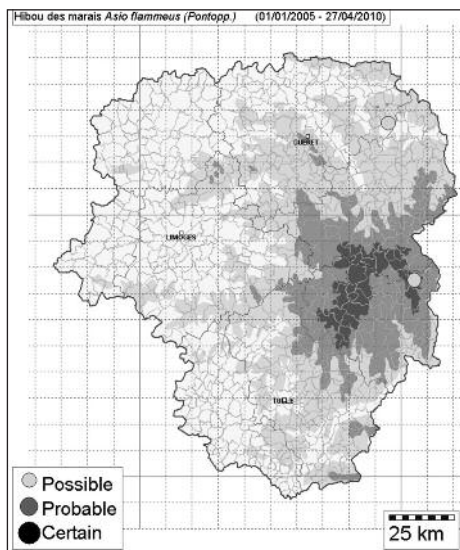 Hibou des marais Asio flammeus (Pontopp.) (01/01/2005 - 27/04/2010)
GUERET
LIMOGES
TULLE
Possible
Probable
Certain
25 km